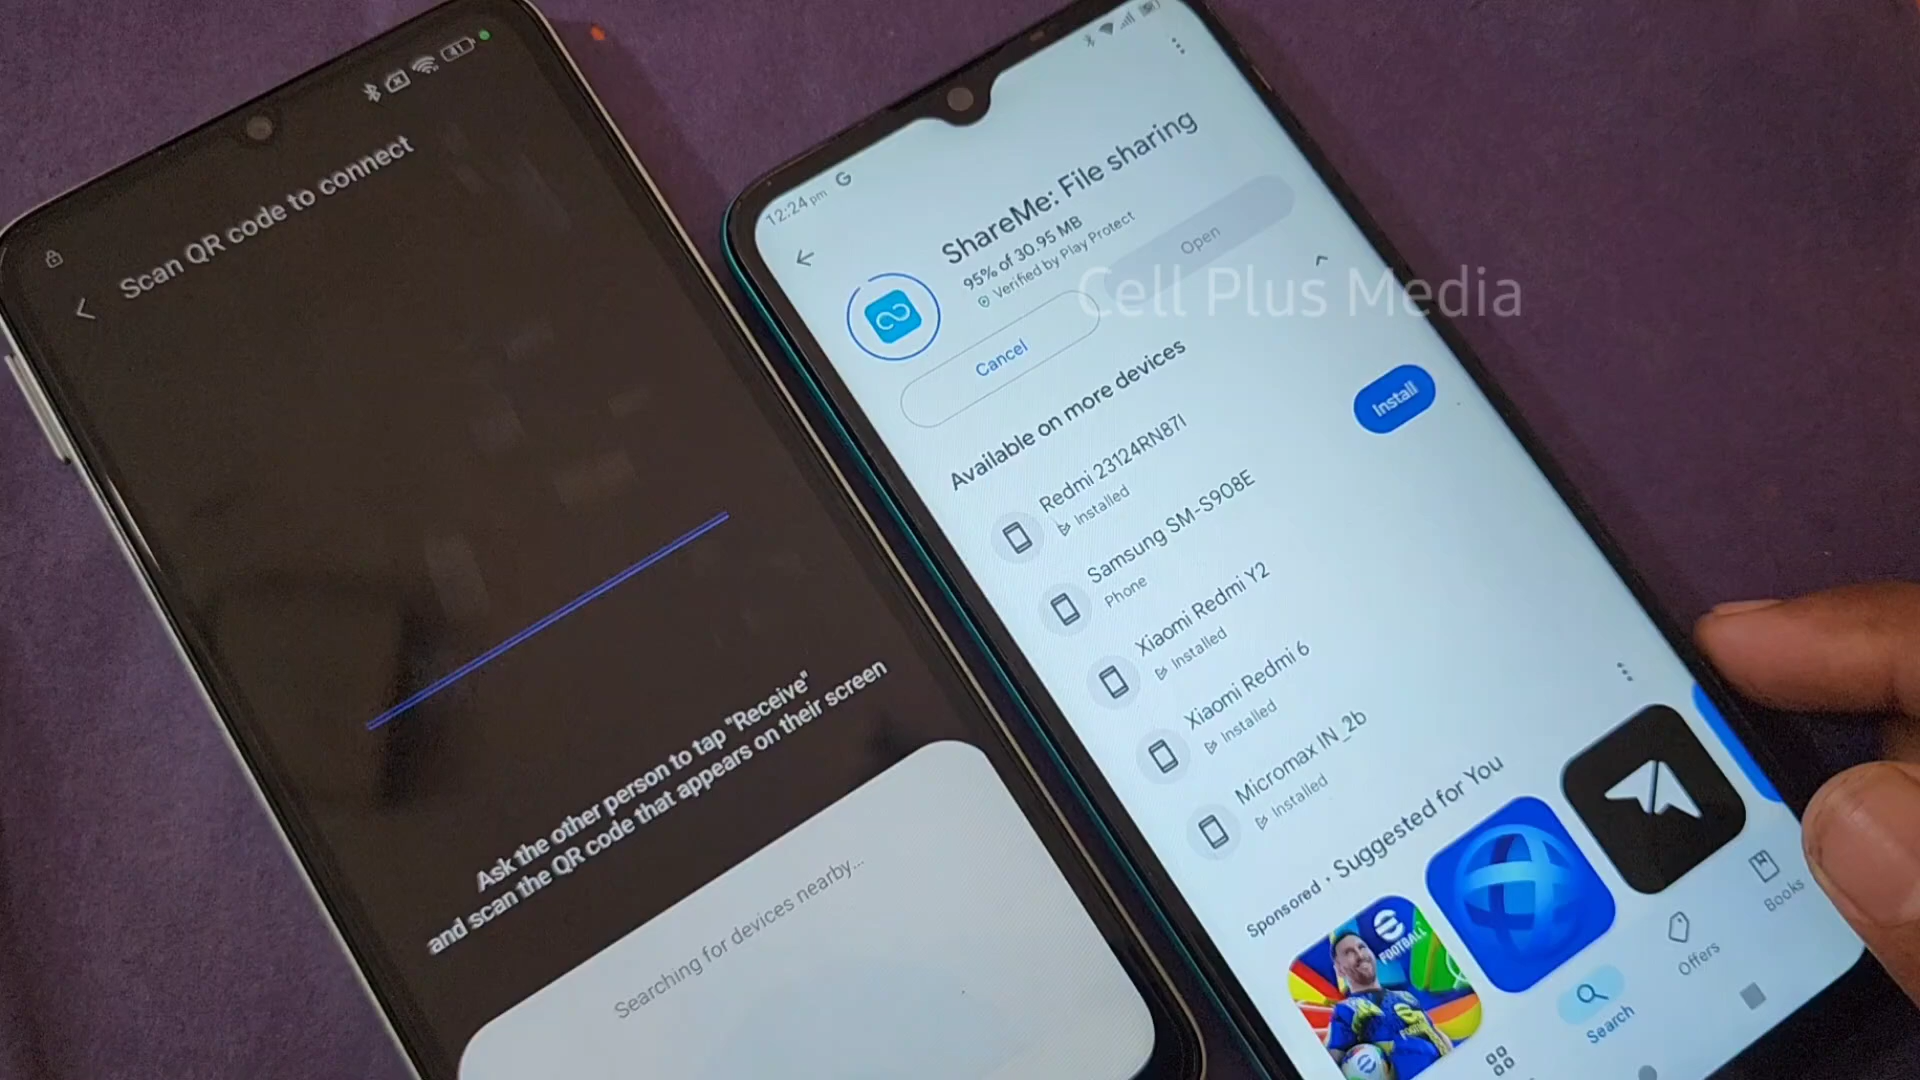 41
Scan QR code to connect
Ask the other person to tap "Receive"
and scan the QR code that appears on their screen
Searching for devices nearby...
12:24 pm G
ShareMe: File sharing
95% of 30.95 MB
Verified by Play Protect
Cancel
Open
Cell Plus Media
Available on more devices
Install
Redmi 23124RN87I
Installed
Samsung SM-S908E
Phone
Xiaomi Redmi Y2
Installed
Xiaomi Redmi 6
Installed
Micromax IN_2b
Installed
Sponsored • Suggested for You
FOOTBALL
Search
Offers
Books